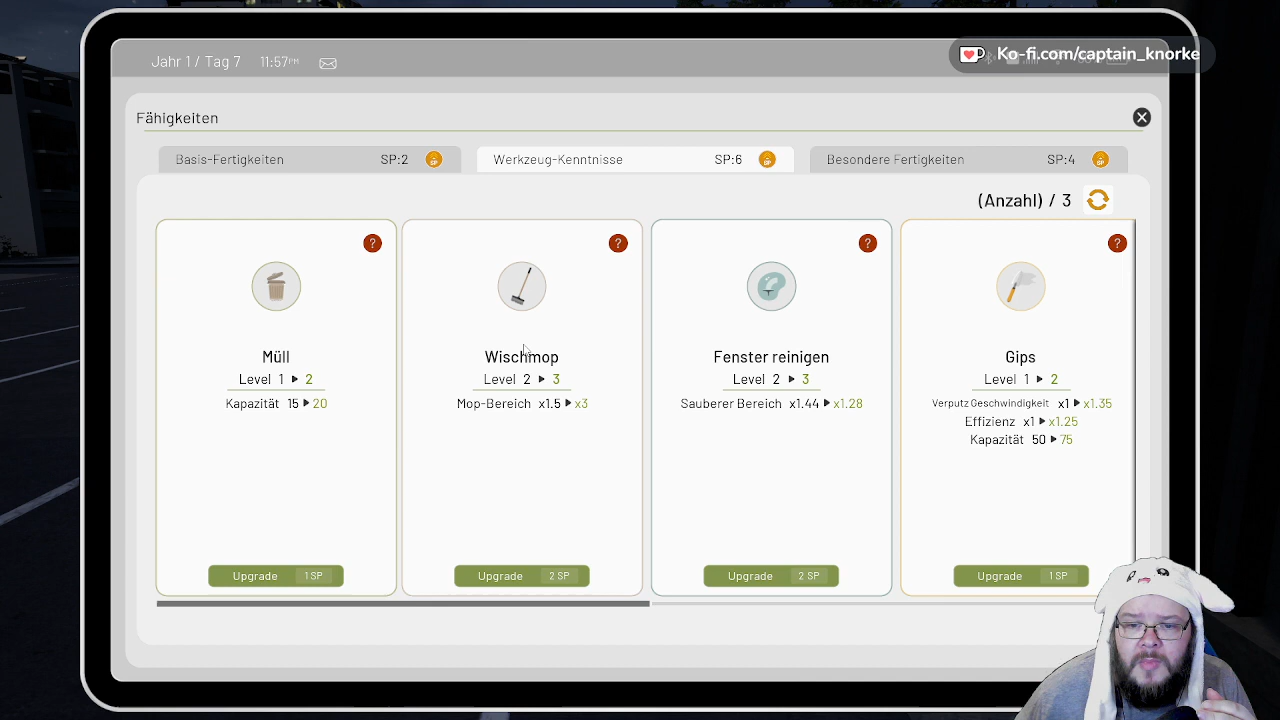 Jahr 1 / Tag 7
11:57PM
Ko-fi.com/captain_knorke
Fähigkeiten
Basis-Fertigkeiten SP:2
Werkzeug-Kenntnisse SP:6
Besondere Fertigkeiten SP:4
(Anzahl) / 3
?
Müll
Level 1 ▶ 2
Kapazität 15 ▶ 20
Upgrade 1 SP
?
Wischmop
Level 2 ▶ 3
Mop-Bereich x1.5 ▶ x3
Upgrade 2 SP
?
Fenster reinigen
Level 2 ▶ 3
Sauberer Bereich x1.44 ▶ x1.28
Upgrade 2 SP
?
Gips
Level 1 ▶ 2
Verputz Geschwindigkeit x1 ▶ x1.35
Effizienz x1 ▶ x1.25
Kapazität 50 ▶ 75
Upgrade 1 SP